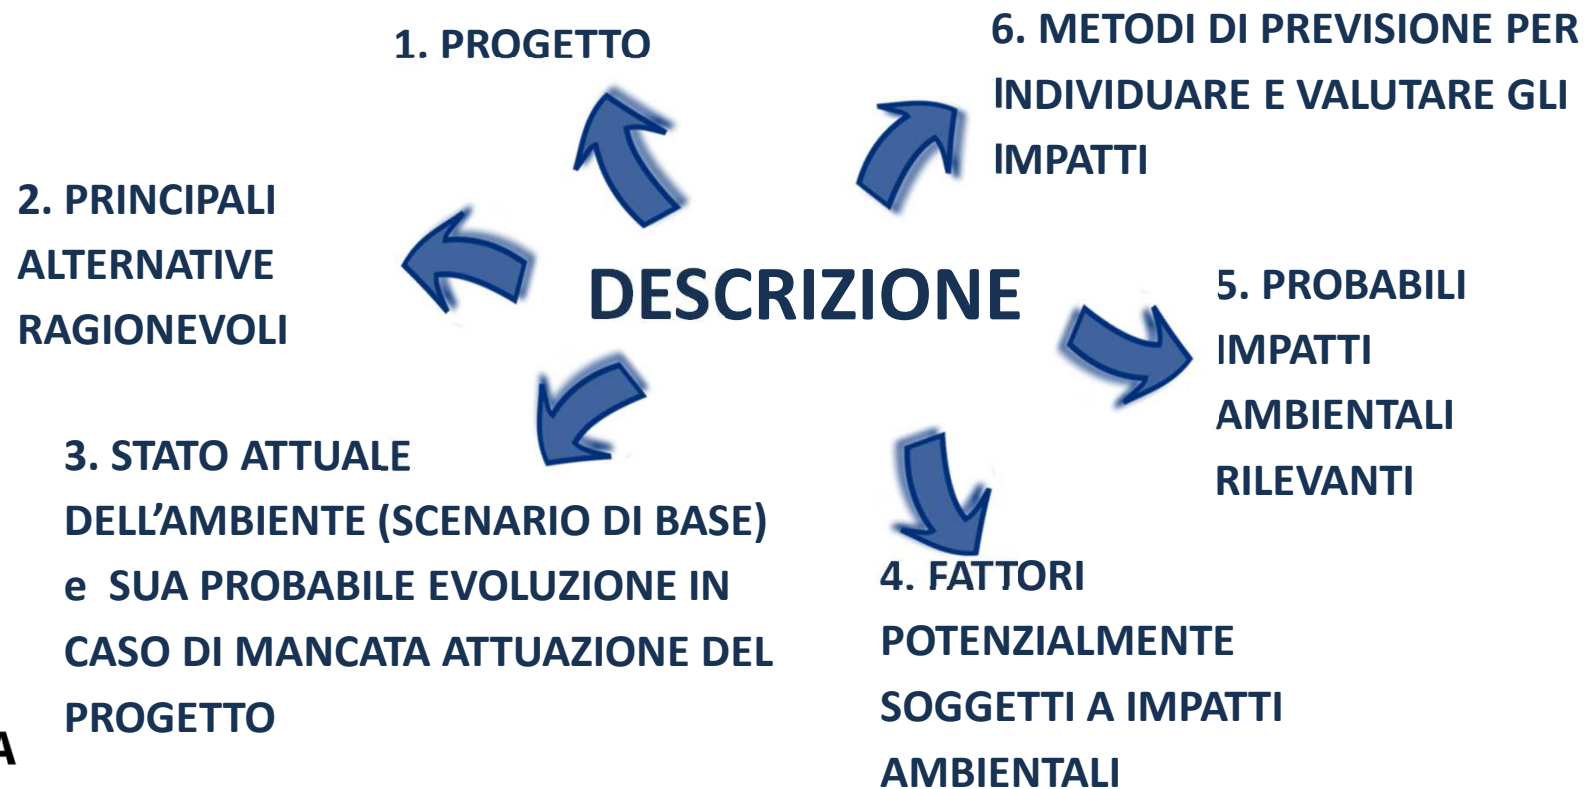 1. PROGETTO
2. PRINCIPALI
ALTERNATIVE
RAGIONEVOLI
3. STATO ATTUALE
DELL’AMBIENTE (SCENARIO DI BASE)
e SUA PROBABILE EVOLUZIONE IN
CASO DI MANCATA ATTUAZIONE DEL
PROGETTO
DESCRIZIONE
4. FATTORI
POTENZIALMENTE
SOGGETTI A IMPATTI
AMBIENTALI
5. PROBABILI
IMPATTI
AMBIENTALI
RILEVANTI
6. METODI DI PREVISIONE PER
INDIVIDUARE E VALUTARE GLI
IMPATTI
A